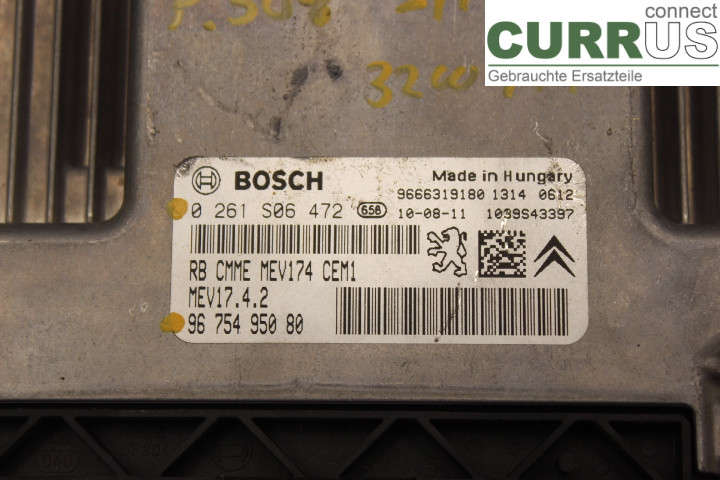 P.508
connect
CURRUS
Gebrauchte Ersatzteile
BOSCH
Made in Hungary
9666319180 1314 0612
0 261 S06 472 656 10-08-11 1039S43397
RB CMME MEV174 CEM1
MEV17.4.2
96 754 950 80